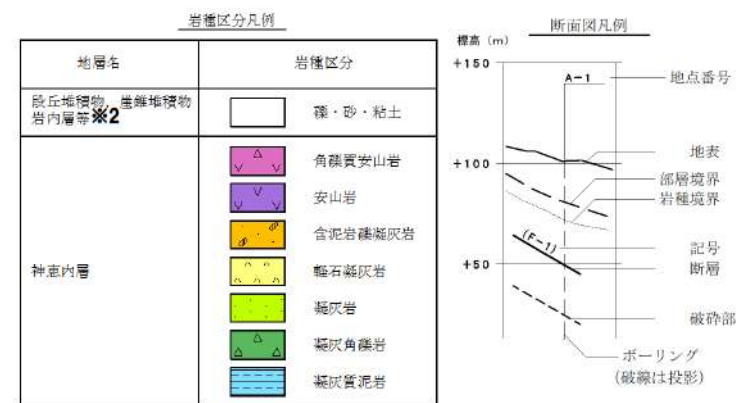 岩種区分凡例
地層名
岩種区分
段丘堆積物、崖錐堆積物
岩内層等※2
礫・砂・粘土
神恵内層
角礫質安山岩
安山岩
含泥岩礫凝灰岩
軽石凝灰岩
凝灰岩
凝灰角礫岩
凝灰質泥岩
断面図凡例
標高（m）
+150
A-1
地点番号
+100
地表
部層境界
岩種境界
(F-1)
記号
+50
断層
破砕部
ボーリング
(破線は投影)